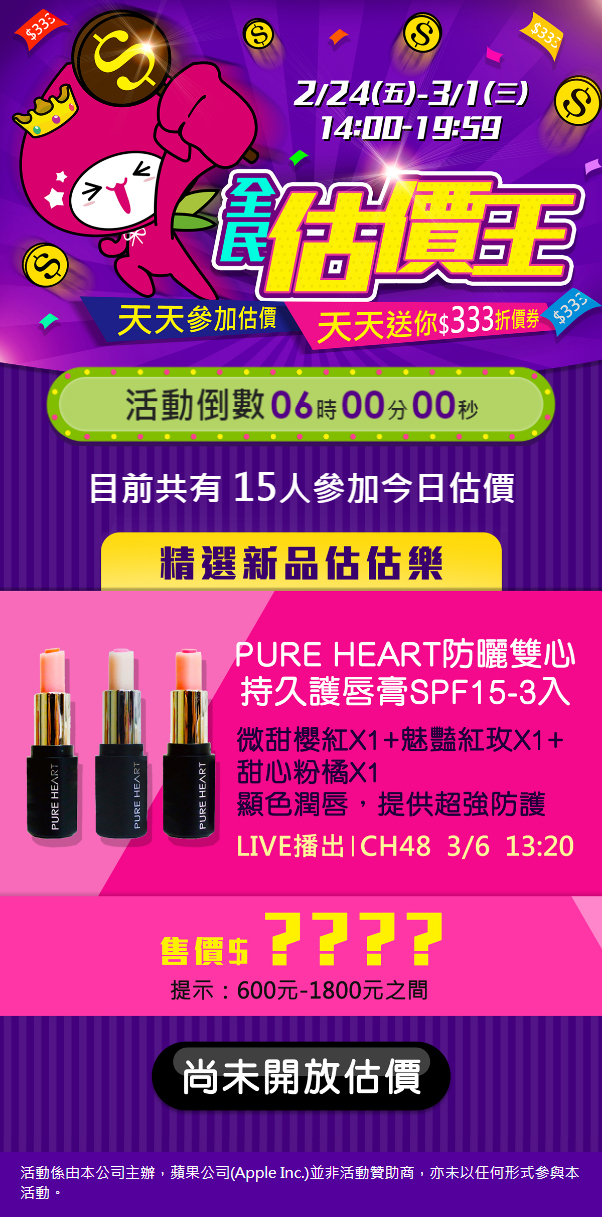 $333
$333
2/24(五)-3/1(三)
14:00-19:59
全民估價王
天天參加估價
天天送你$333折價券
$333
活動倒數06時00分00秒
目前共有 15人參加今日估價
精選新品估估樂
PURE HEART防曬雙心
持久護唇膏SPF15-3入
微甜櫻紅X1+魅豔紅玫X1+
甜心粉橘X1
顯色潤唇，提供超強防護
LIVE播出|CH48 3/6 13:20
PURE HEART
PURE HEART
PURE HEART
售價$ ????
提示：600元-1800元之間
尚未開放估價
活動係由本公司主辦，蘋果公司(Apple Inc.)並非活動贊助商，亦未以任何形式參與本
活動。